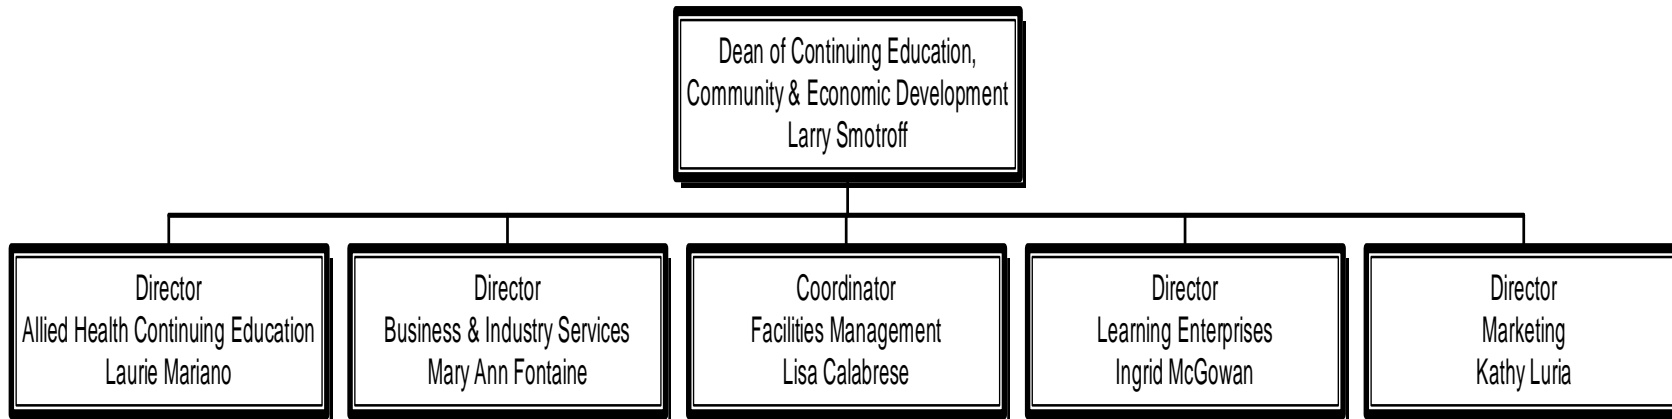 Dean of Continuing Education,
Community & Economic Development
Larry Smotroff
Director
Allied Health Continuing Education
Laurie Mariano
Director
Business & Industry Services
Mary Ann Fontaine
Coordinator
Facilities Management
Lisa Calabrese
Director
Learning Enterprises
Ingrid McGowan
Director
Marketing
Kathy Luria